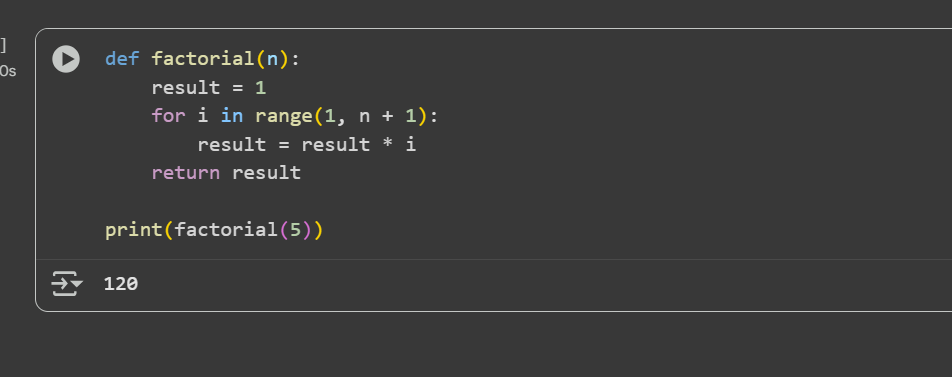 ]
0s
def factorial(n):
    result = 1
    for i in range(1, n + 1):
        result = result * i
    return result

print(factorial(5))
120